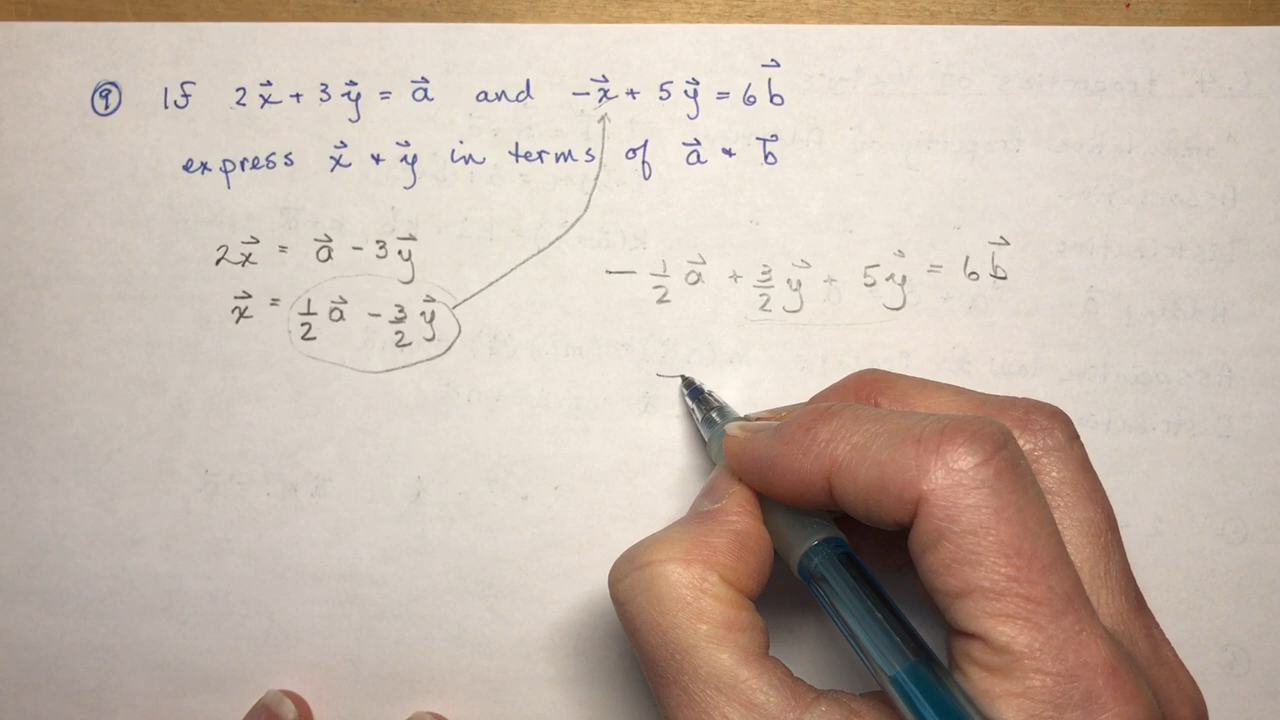 ⑨ If 2x⃗ + 3y⃗ = a⃗ and -x⃗ + 5y⃗ = 6b⃗
express x⃗ + y⃗ in terms of a⃗ + b⃗
2x⃗ = a⃗ - 3y⃗
x⃗ = 1/2 a⃗ - 3/2 y⃗
- 1/2 a⃗ + 3/2 y⃗ + 5y⃗ = 6b⃗